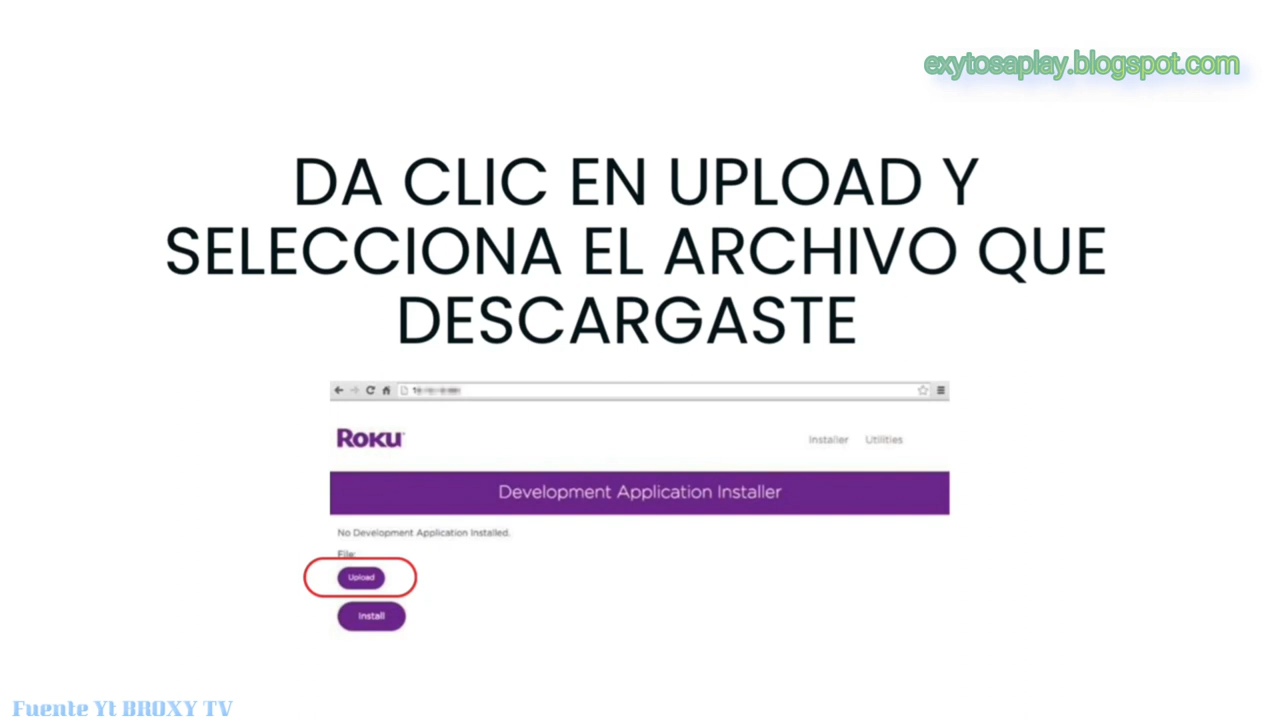 exytosaplay.blogspot.com
DA CLIC EN UPLOAD Y
SELECCIONA EL ARCHIVO QUE
DESCARGASTE
Roku
Installer Utilities
Development Application Installer
No Development Application Installed.
File:
Upload
Install
Fuente Yt BROXY TV